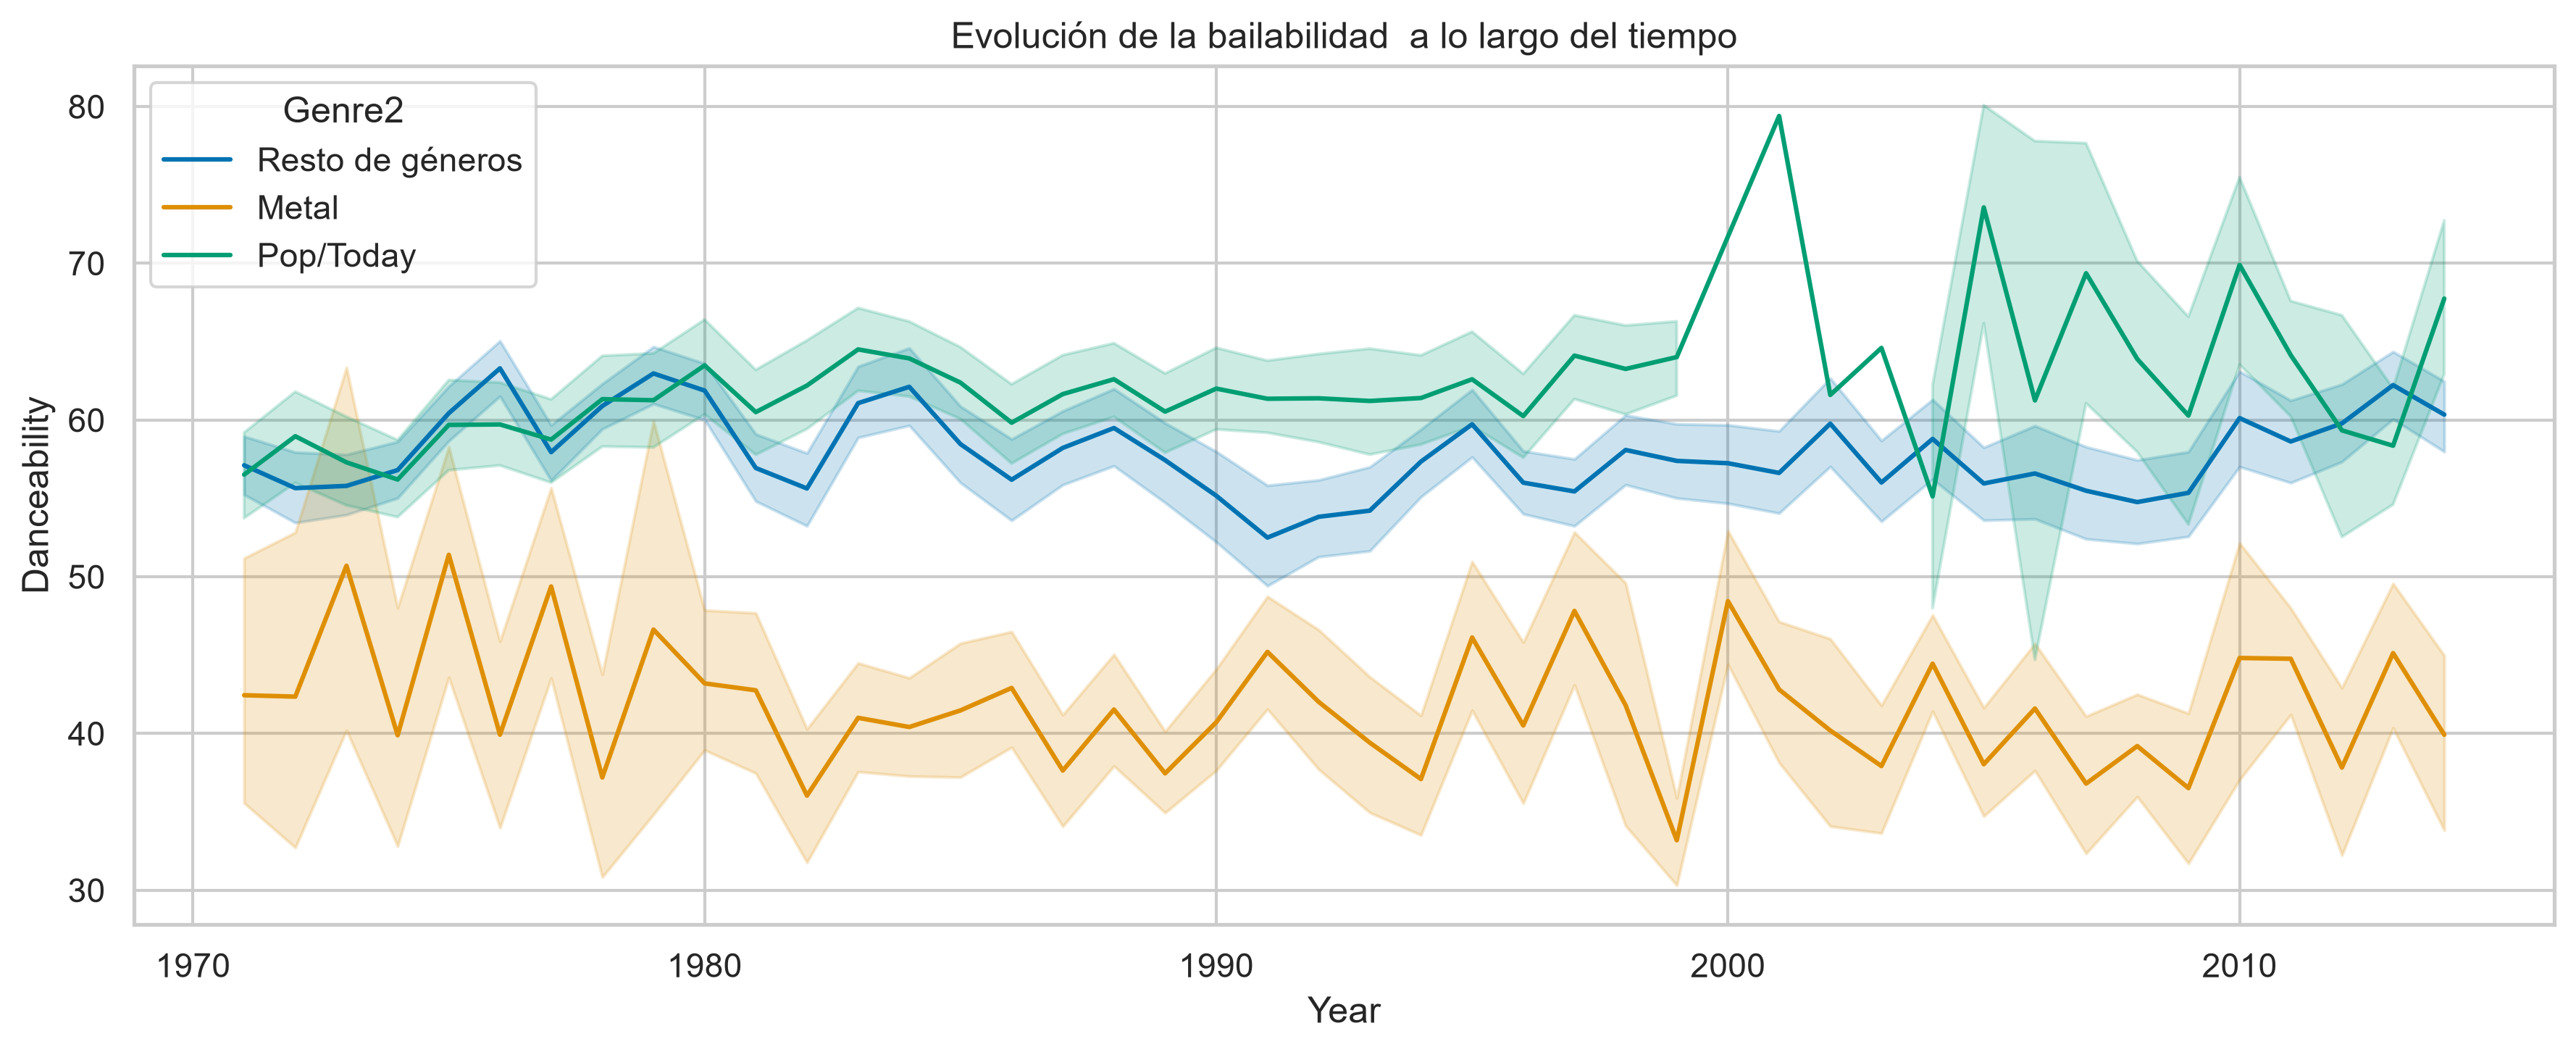 Evolución de la bailabilidad  a lo largo del tiempo
Genre2
Resto de géneros
Metal
Pop/Today
80
70
60
50
40
30
Danceability
1970 1980 1990 2000 2010
Year